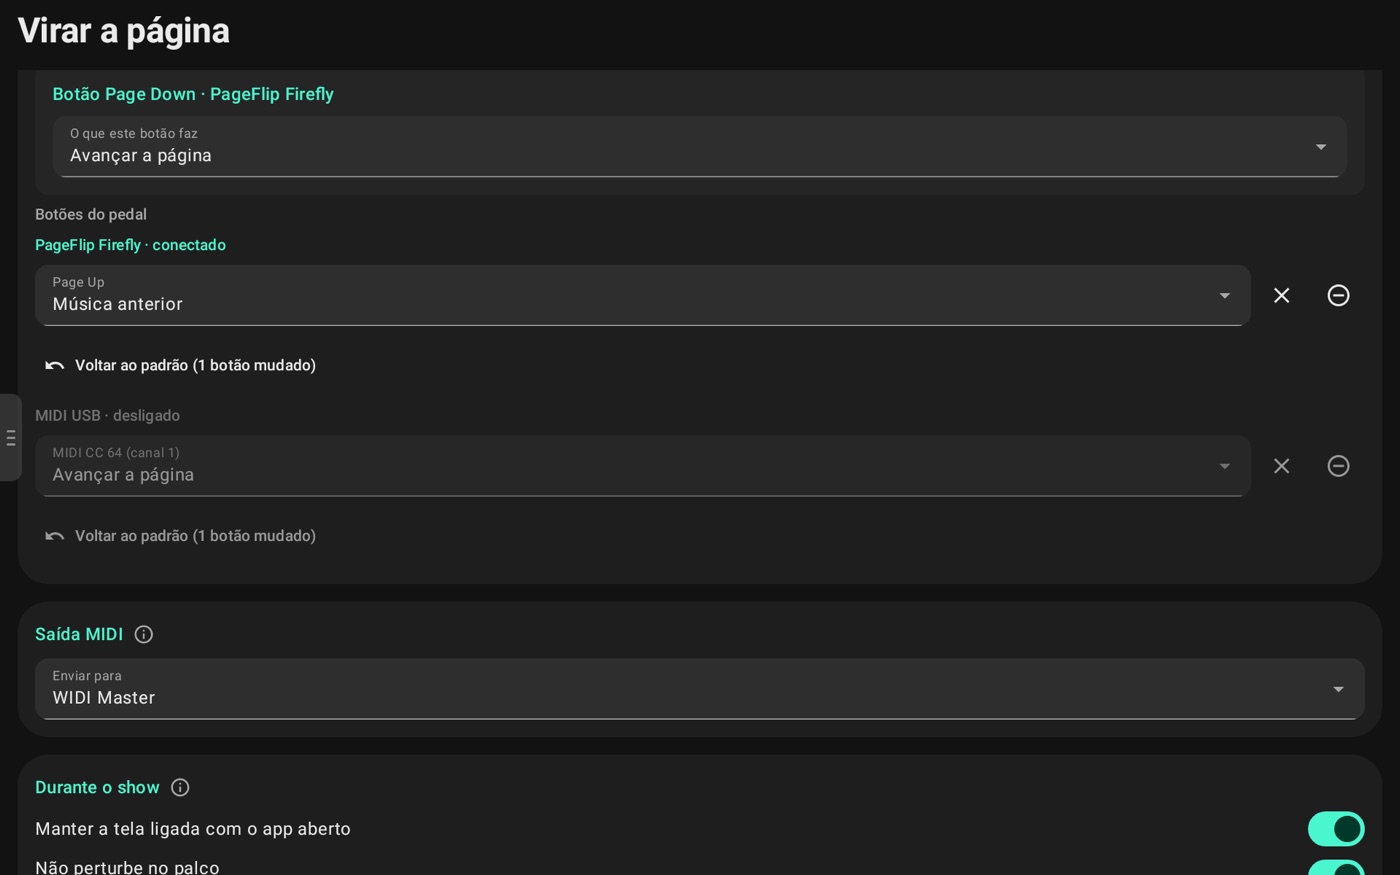 Virar a página
Botão Page Down · PageFlip Firefly
O que este botão faz
Avançar a página
Botões do pedal
PageFlip Firefly · conectado
Page Up
Música anterior
Voltar ao padrão (1 botão mudado)
MIDI USB · desligado
MIDI CC 64 (canal 1)
Avançar a página
Voltar ao padrão (1 botão mudado)
Saída MIDI
Enviar para
WIDI Master
Durante o show
Manter a tela ligada com o app aberto
Não perturbe no palco